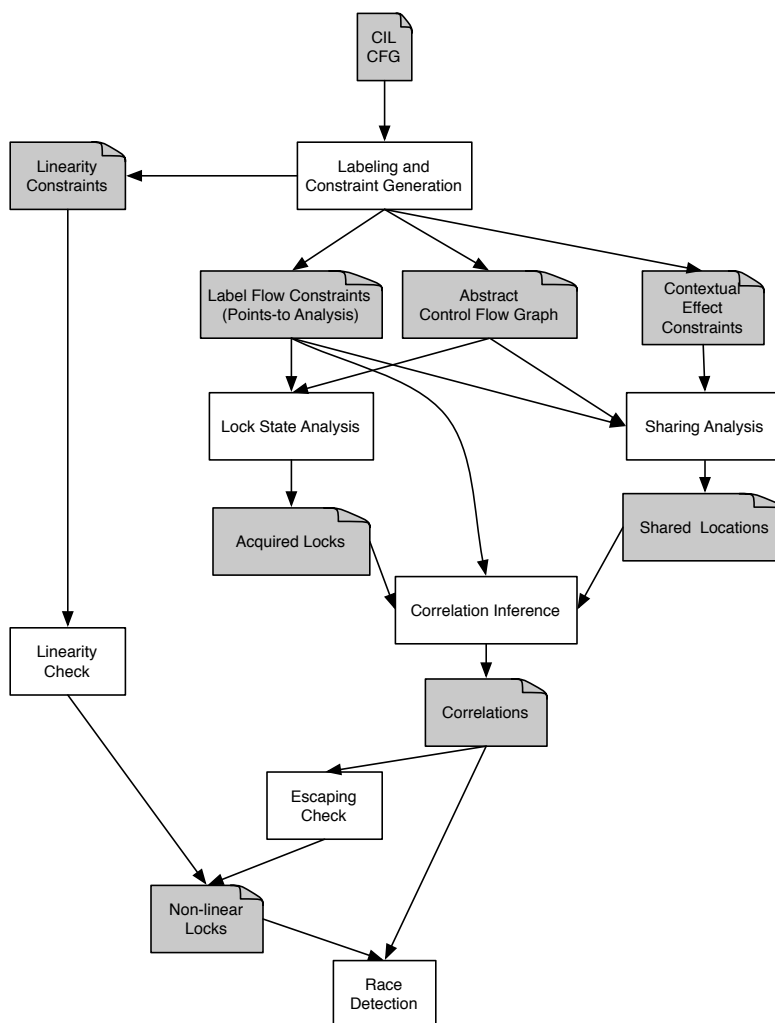 CIL
CFG
Linearity
Constraints
Labeling and
Constraint Generation
Label Flow Constraints
(Points-to Analysis)
Abstract
Control Flow Graph
Contextual
Effect
Constraints
Lock State Analysis
Sharing Analysis
Acquired Locks
Shared Locations
Correlation Inference
Linearity
Check
Correlations
Escaping
Check
Non-linear
Locks
Race
Detection